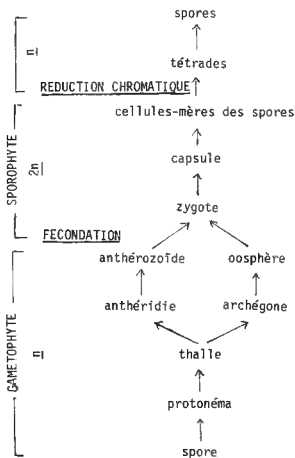 spores
n
tétrades
REDUCTION CHROMATIQUE
cellules-mères des spores
capsule
SPOROPHYTE
2n
zygote
FECONDATION
anthérozoïde oosphère
anthéridie archégone
GAMETOPHYTE
n
thalle
protonéma
spore